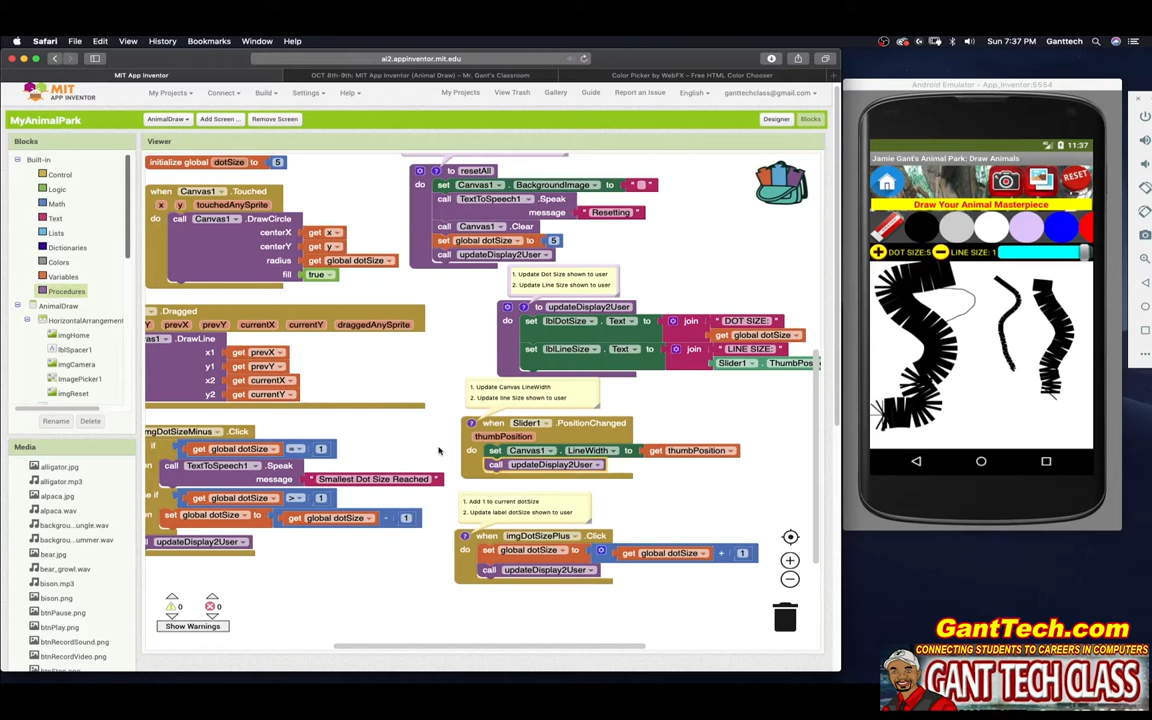 Safari File Edit View History Bookmarks Window Help
Sun 7:37 PM Ganttech
ai2.appinventor.mit.edu
MIT App Inventor
OCT 6th-9th: MIT App Inventor (Animal Draw) – Mr. Gant's Classroom
Color Picker by WebFX – Free HTML Color Chooser
MIT
APP INVENTOR
My Projects Connect Build Settings Help
My Projects View Trash Gallery Guide Report an Issue English ganttechclass@gmail.com
MyAnimalPark
AnimalDraw Add Screen ... Remove Screen
Designer Blocks
Blocks
Built-in
Control
Logic
Math
Text
Lists
Dictionaries
Colors
Variables
Procedures
AnimalDraw
HorizontalArrangement
imgHome
lblSpacer1
imgCamera
ImagePicker1
imgReset
Rename Delete
Media
alligator.jpg
alligator.mp3
alpaca.jpg
alpaca.wav
backgrou...ungle.wav
backgrou...ummer.wav
bear.jpg
bear_growl.wav
bison.mp3
bison.png
btnPause.png
btnPlay.png
btnRecordSound.png
btnRecordVideo.png
Viewer
initialize global dotSize to 5
when Canvas1 .Touched
x y touchedAnySprite
do call Canvas1 .DrawCircle
centerX get x
centerY get y
radius get global dotSize
fill true
.Dragged
Y prevX prevY currentX currentY draggedAnySprite
.DrawLine
x1 get prevX
y1 get prevY
x2 get currentX
y2 get currentY
imgDotSizeMinus .Click
if get global dotSize = 1
call TextToSpeech1 .Speak
message " Smallest Dot Size Reached "
if get global dotSize > 1
set global dotSize to get global dotSize - 1
updateDisplay2User
0 0
Show Warnings
to resetAll
do set Canvas1 . BackgroundImage to " "
call TextToSpeech1 .Speak
message " Resetting "
call Canvas1 .Clear
set global dotSize to 5
call updateDisplay2User
1. Update Dot Size shown to user
2. Update Line Size shown to user
to updateDisplay2User
do set lblDotSize . Text to join " DOT SIZE: "
get global dotSize
set lblLineSize . Text to join " LINE SIZE: "
Slider1 . ThumbPos
1. Update Canvas LineWidth
2. Update line Size shown to user
when Slider1 .PositionChanged
thumbPosition
do set Canvas1 . LineWidth to get thumbPosition
call updateDisplay2User
1. Add 1 to current dotSize
2. Update label dotSize shown to user
when imgDotSizePlus .Click
do set global dotSize to get global dotSize + 1
call updateDisplay2User
Android Emulator - App_Inventor:5554
11:37
Jamie Gant's Animal Park: Draw Animals
RESET
Draw Your Animal Masterpiece
DOT SIZE:5 LINE SIZE: 1
GantTech.com
CONNECTING STUDENTS TO CAREERS IN COMPUTERS
GANT TECH CLASS